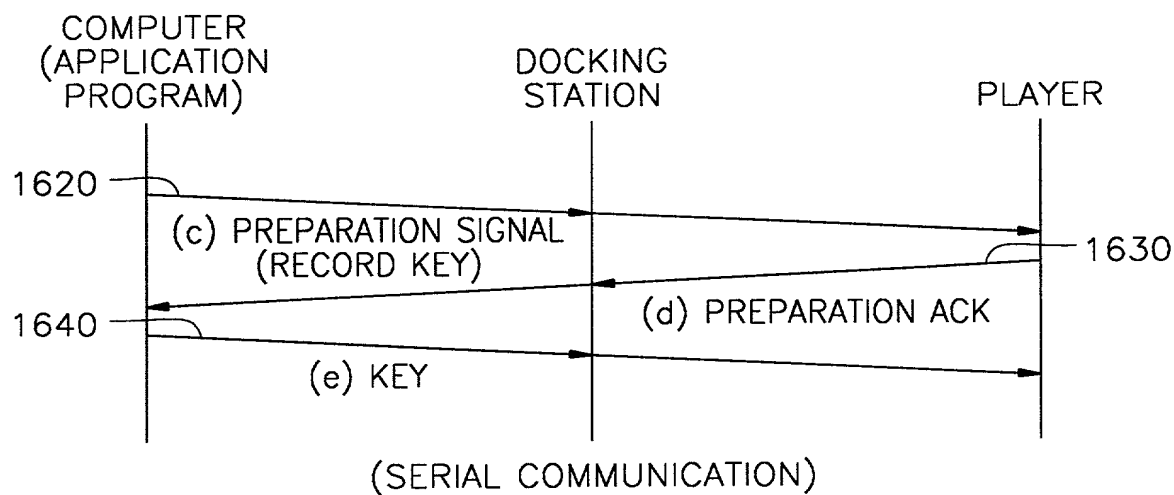 COMPUTER
(APPLICATION
PROGRAM)
DOCKING
STATION
PLAYER
1620
(c) PREPARATION SIGNAL
(RECORD KEY)
1630
(d) PREPARATION ACK
1640
(e) KEY
(SERIAL COMMUNICATION)